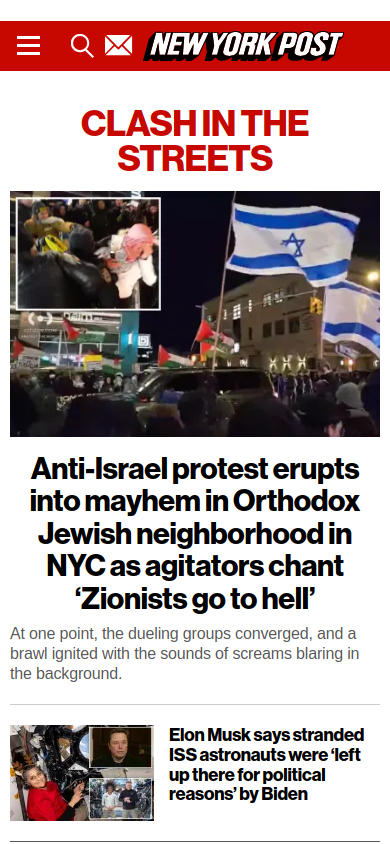 NEW YORK POST
CLASH IN THE
STREETS
Anti-Israel protest erupts
into mayhem in Orthodox
Jewish neighborhood in
NYC as agitators chant
‘Zionists go to hell’
At one point, the dueling groups converged, and a
brawl ignited with the sounds of screams blaring in
the background.
Elon Musk says stranded
ISS astronauts were ‘left
up there for political
reasons’ by Biden